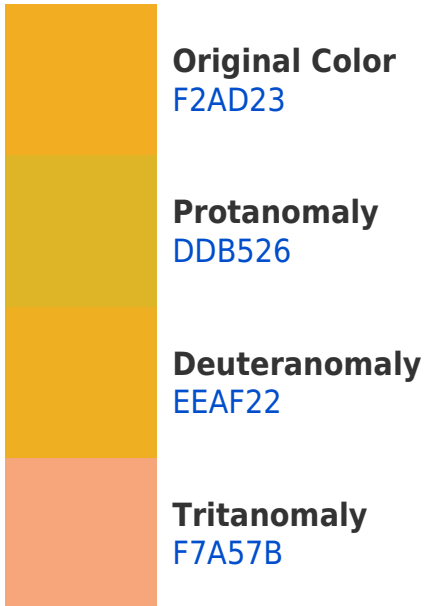 Original Color
F2AD23
Protanomaly
DDB526
Deuteranomaly
EEAF22
Tritanomaly
F7A57B